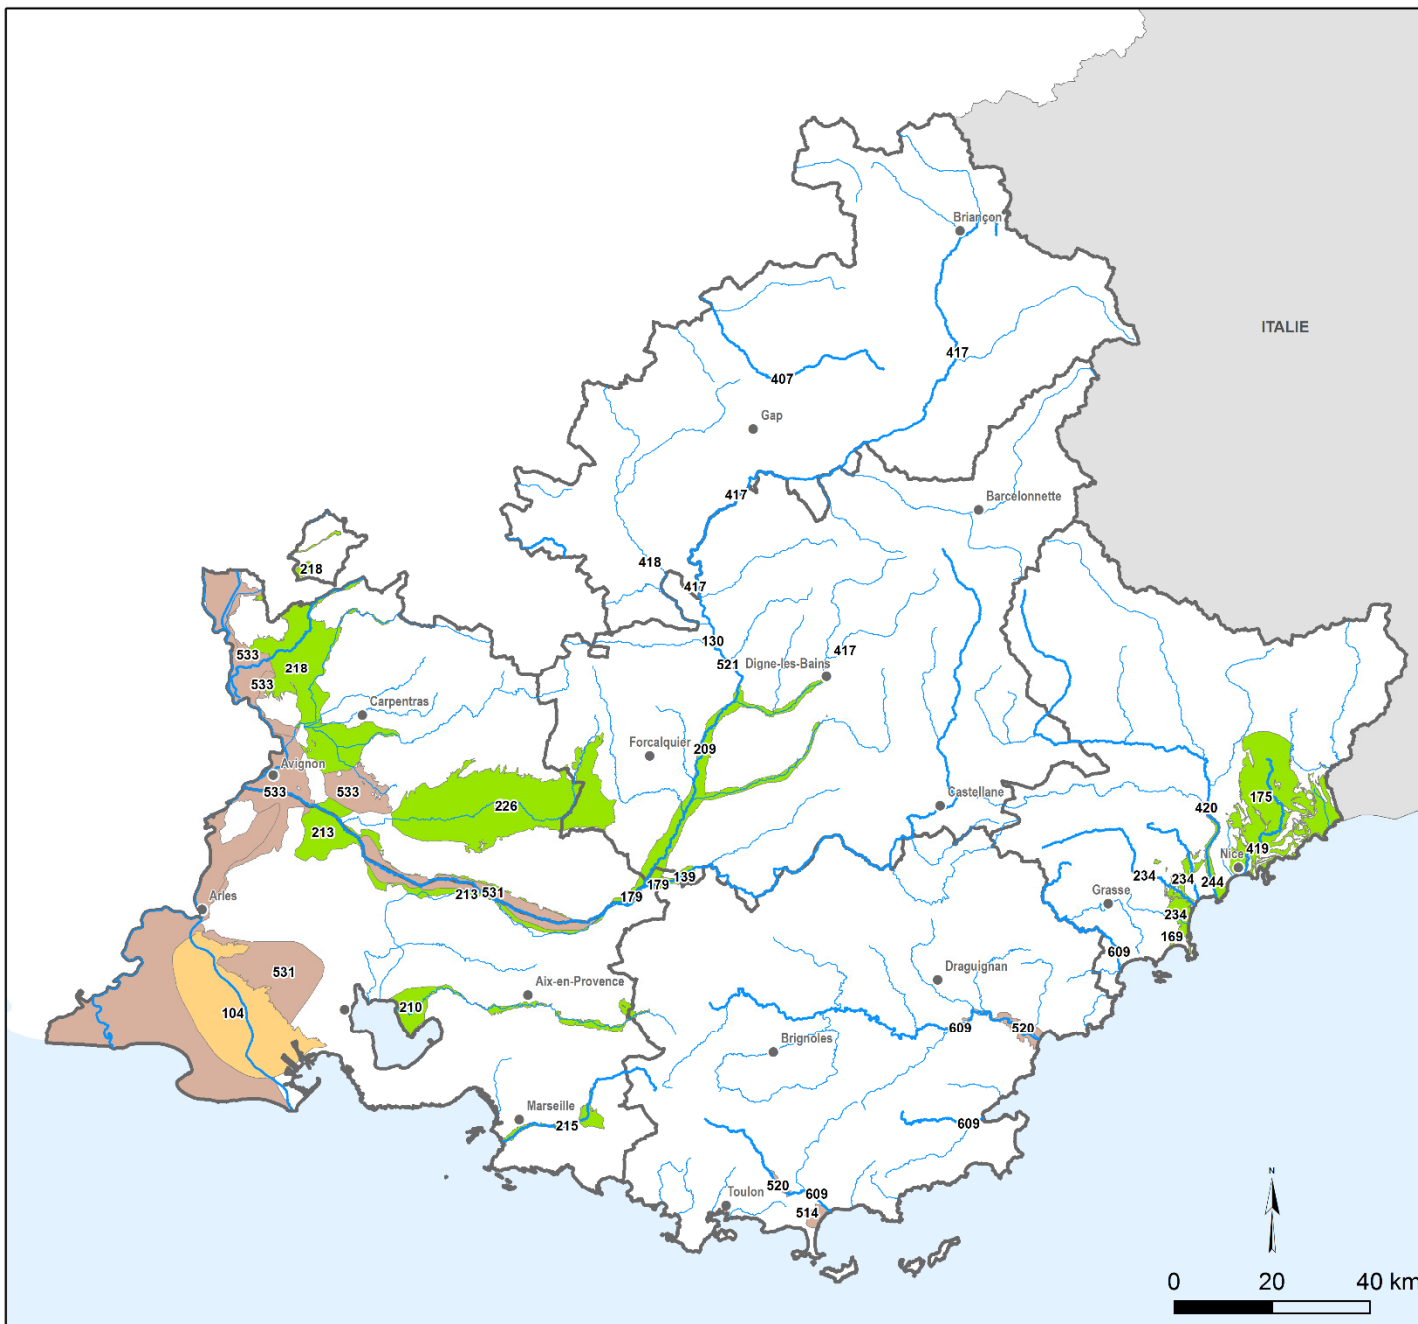 Briançon
ITALIE
417
407
Gap
417
Barcelonnette
418
218
417
130
533
521
Digne-les-Bains
417
218
533
Carpentras
209
Forcalquier
Avignon
533
533
175
Castellane
226
420
213
419
Nice
139
234
234
244
179
179
Grasse
213
531
Arles
234
169
609
531
Draguignan
Aix-en-Provence
210
104
609
520
Brignoles
Marseille
215
609
520
609
Toulon
514
N
0 20 40 km